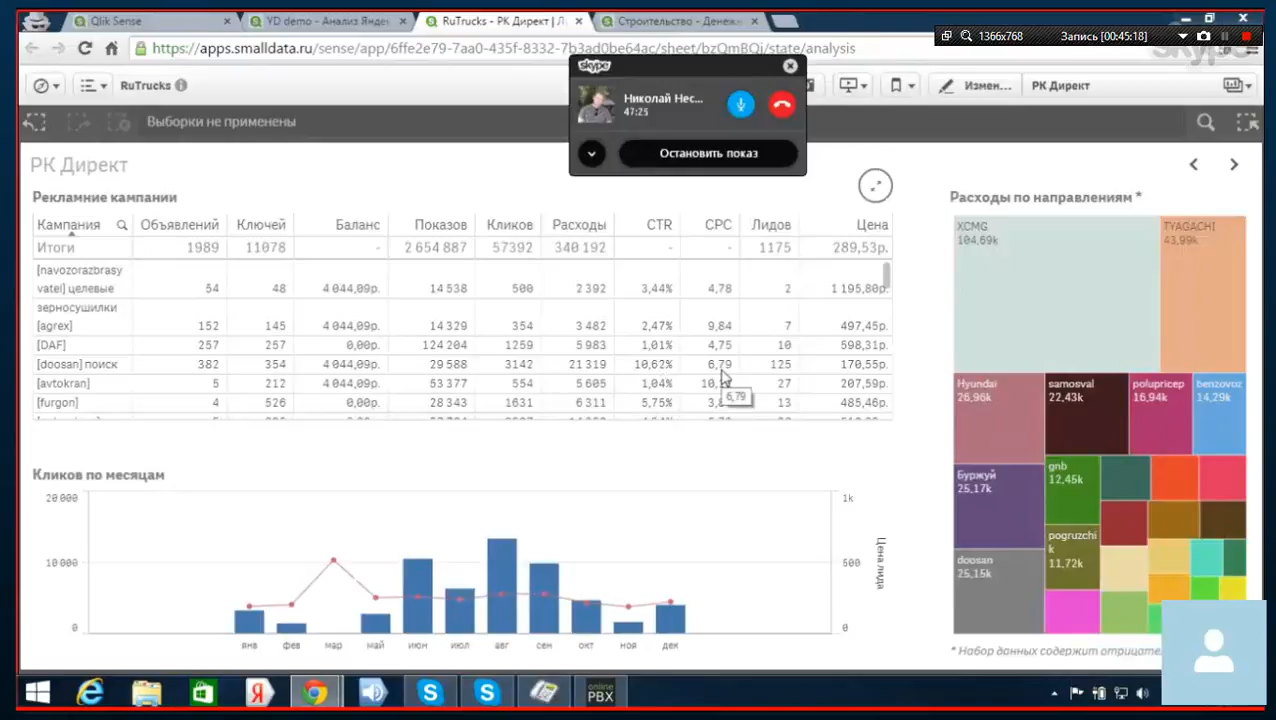 Qlik Sense
YD demo - Анализ Яндек
RuTrucks - РК Директ | Л
Строительство - Денежн
https://apps.smalldata.ru/sense/app/6ffe2e79-7aa0-435f-8332-7b3ad0be64ac/sheet/bzQmBQj/state/analysis
1366x768
Запись [00:45:18]
skype
Николай Нес...
47:25
Остановить показ
RuTrucks
Измен...
РК Директ
Выборки не применены
РК Директ
Рекламние кампании
Кампания Объявлений Ключей Баланс Показов Кликов Расходы CTR CPC Лидов Цена
Итоги 1989 11078 - 2 654 887 57392 340 192 - - 1175 289,53р.
[navozorazbrasy
vatel] целевые 54 48 4 044,09р. 14 538 500 2 392 3,44% 4,78 2 1 195,80р.
зерносушилки
[agrex] 152 145 4 044,09р. 14 329 354 3 482 2,47% 9,84 7 497,45р.
[DAF] 257 257 0,00р. 124 204 1259 5 983 1,01% 4,75 10 598,31р.
[doosan] поиск 382 354 4 044,09р. 29 588 3142 21 319 10,62% 6,79 125 170,55р.
[avtokran] 5 212 4 044,09р. 53 377 554 5 605 1,04% 27 207,59р.
[furgon] 4 526 0,00р. 28 343 1631 6 311 5,75% 13 485,46р.
6,79
Расходы по направлениям *
XCMG
104,69k
TYAGACHI
43,99k
Hyundai
26,96k
samosval
22,43k
polupricep
16,94k
benzovoz
14,29k
Буржуй
25,17k
gnb
12,45k
pogruzchi
k
11,72k
doosan
25,15k
* Набор данных содержит отрицате
Кликов по месяцам
20 000
10 000
0
1k
500
0
Цена лида
янв фев мар май июн июл авг сен окт ноя дек
online
PBX